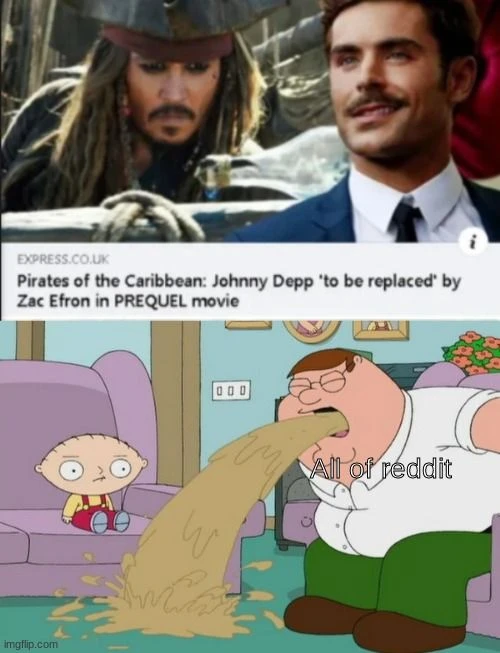 EXPRESS.CO.UK
Pirates of the Caribbean: Johnny Depp 'to be replaced' by
Zac Efron in PREQUEL movie
All of reddit
imgflip.com